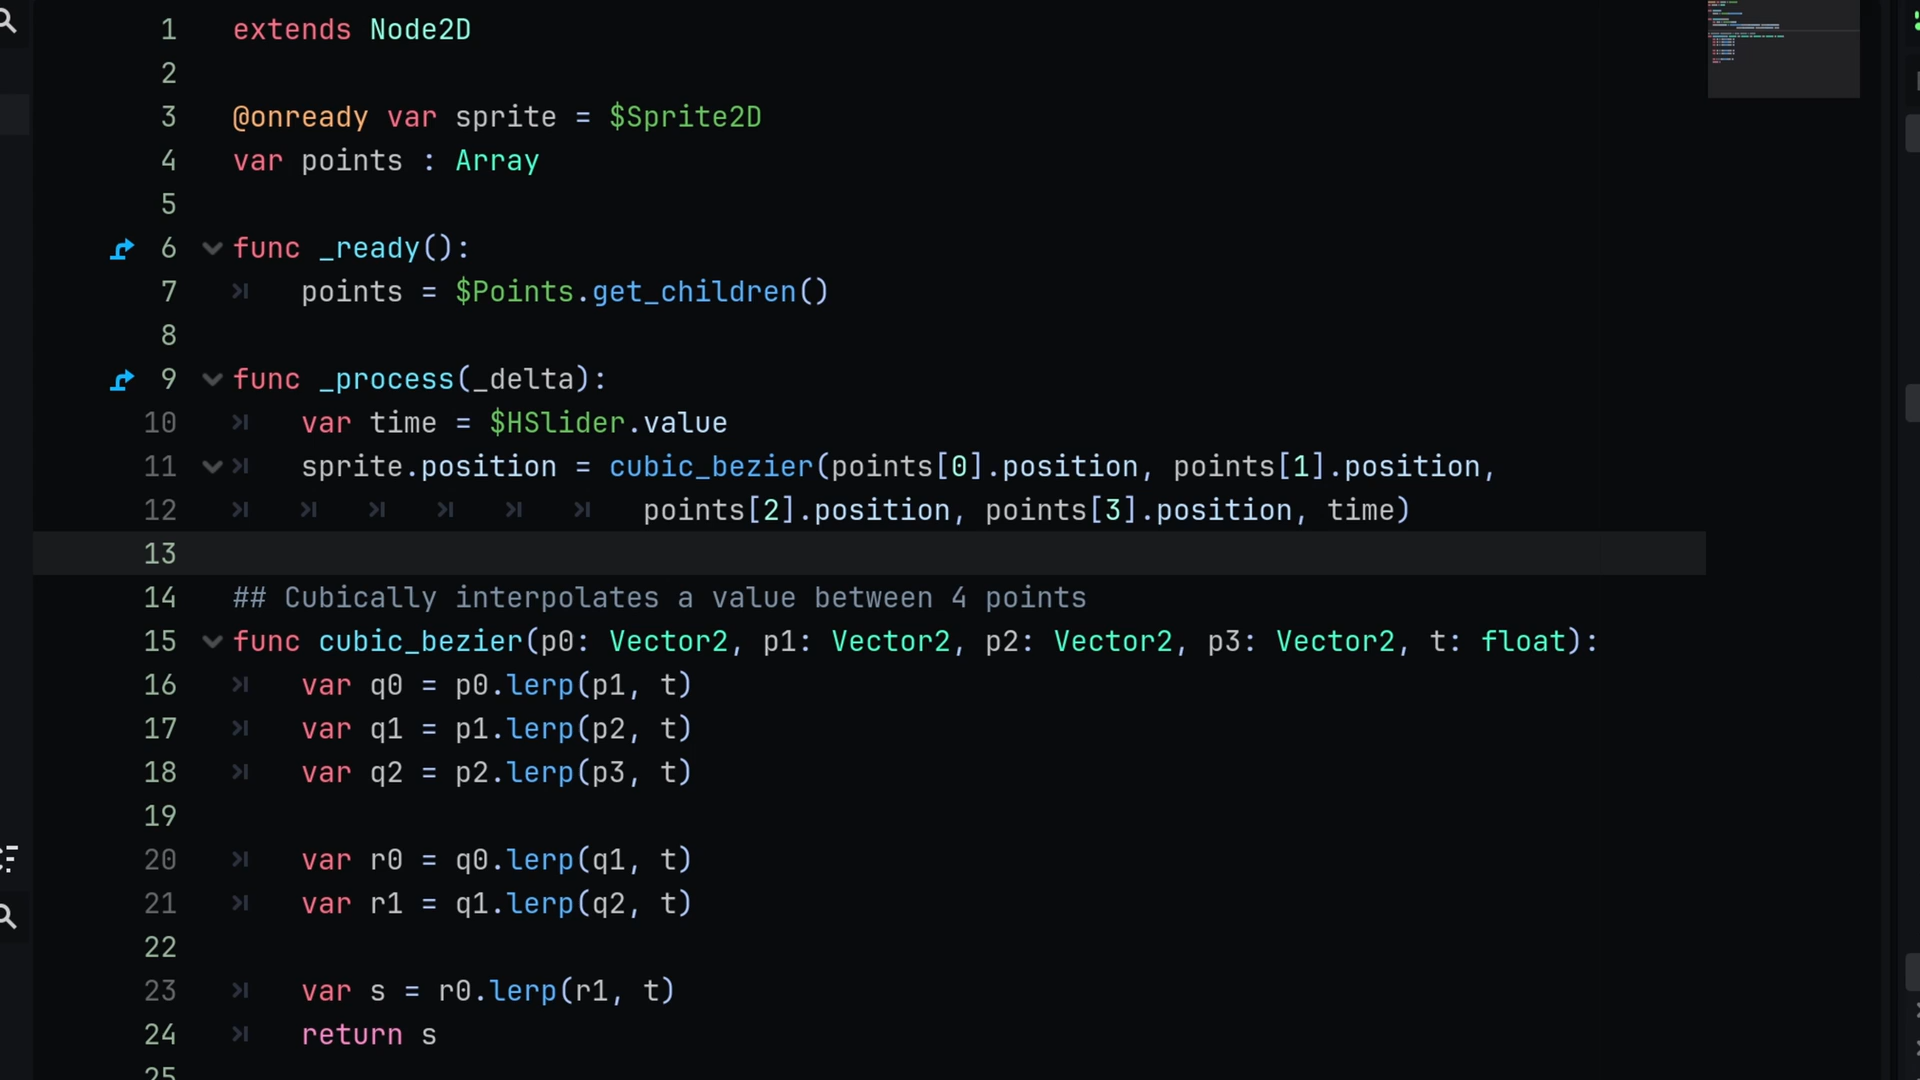 1 extends Node2D
2
3 @onready var sprite = $Sprite2D
4 var points : Array
5
6 func _ready():
7 points = $Points.get_children()
8
9 func _process(_delta):
10 var time = $HSlider.value
11 sprite.position = cubic_bezier(points[0].position, points[1].position,
12 points[2].position, points[3].position, time)
13
14 ## Cubically interpolates a value between 4 points
15 func cubic_bezier(p0: Vector2, p1: Vector2, p2: Vector2, p3: Vector2, t: float):
16 var q0 = p0.lerp(p1, t)
17 var q1 = p1.lerp(p2, t)
18 var q2 = p2.lerp(p3, t)
19
20 var r0 = q0.lerp(q1, t)
21 var r1 = q1.lerp(q2, t)
22
23 var s = r0.lerp(r1, t)
24 return s
25